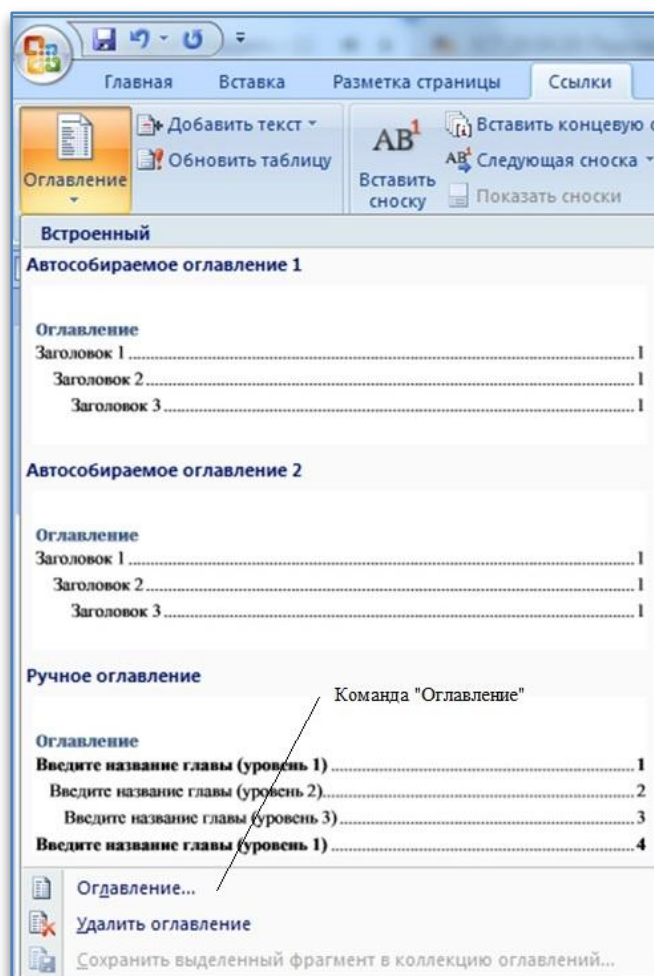 Главная Вставка Разметка страницы Ссылки
Добавить текст
Обновить таблицу
Оглавление
AB1
Вставить сноску
Вставить концевую с
AB Следующая сноска
Показать сноски
Встроенный
Автособираемое оглавление 1
Оглавление
Заголовок 1 ........ 1
Заголовок 2 ........ 1
Заголовок 3 ........ 1
Автособираемое оглавление 2
Оглавление
Заголовок 1 ........ 1
Заголовок 2 ........ 1
Заголовок 3 ........ 1
Ручное оглавление
Команда "Оглавление"
Оглавление
Введите название главы (уровень 1) ........ 1
Введите название главы (уровень 2) ........ 2
Введите название главы (уровень 3) ........ 3
Введите название главы (уровень 1) ........ 4
Оглавление...
Удалить оглавление
Сохранить выделенный фрагмент в коллекцию оглавлений...